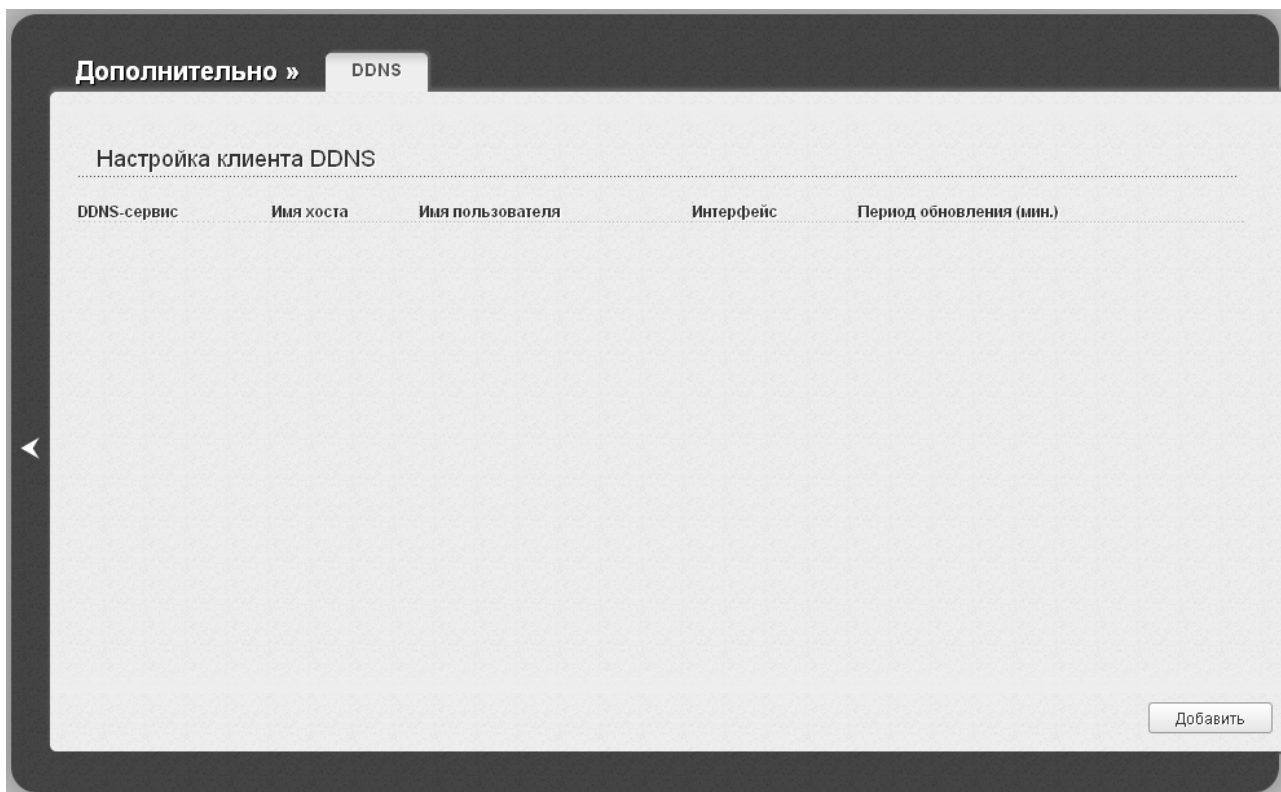 Дополнительно » DDNS
Настройка клиента DDNS
DDNS-сервис Имя хоста Имя пользователя Интерфейс Период обновления (мин.)
Добавить